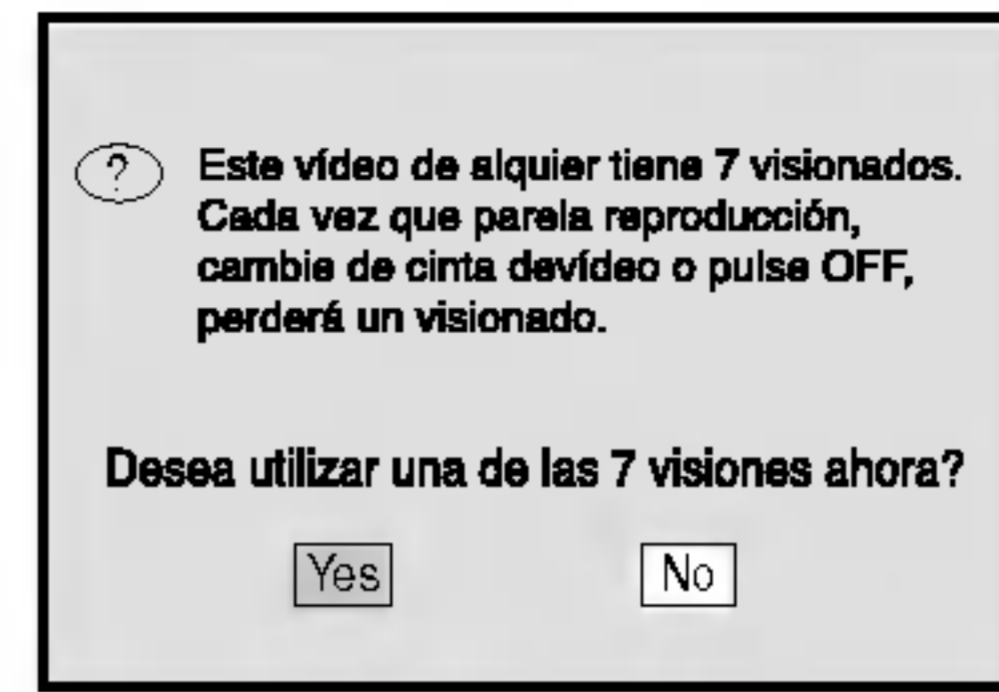 ?
Este vídeo de alquier tiene 7 visionados.
Cada vez que parela reproducción,
cambie de cinta devídeo o pulse OFF,
perderá un visionado.
Desea utilizar una de las 7 visiones ahora?
Yes
No